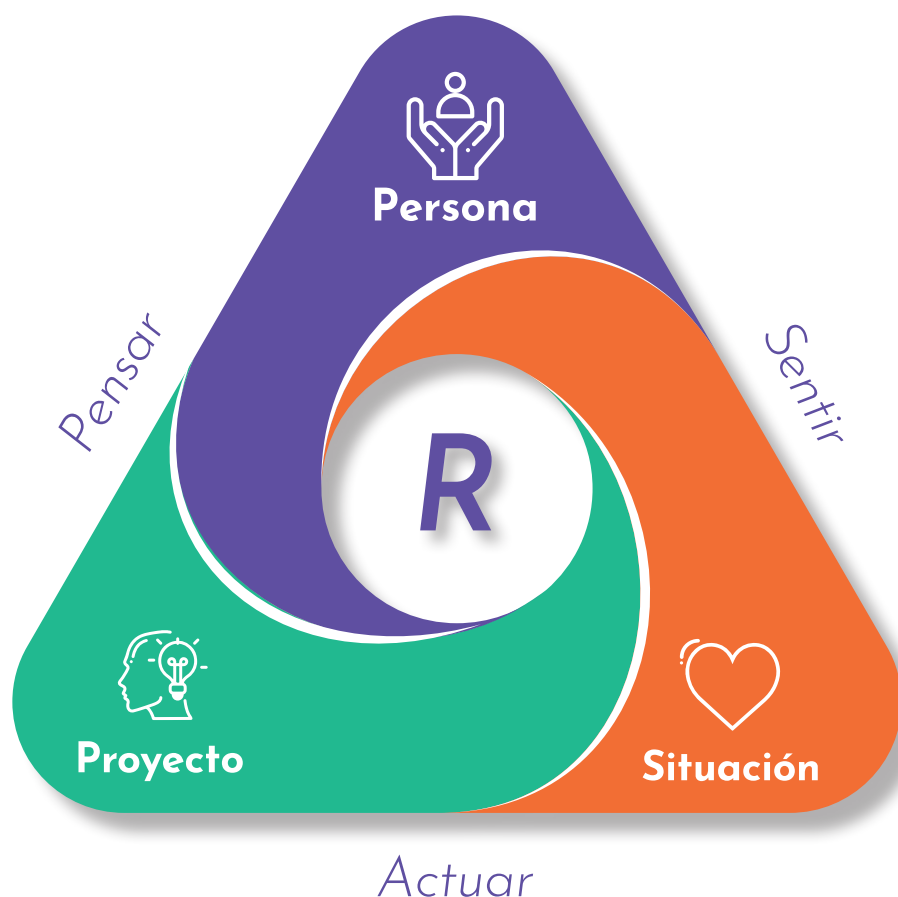 Persona
Pensar
Sentir
R
Proyecto
Situación
Actuar